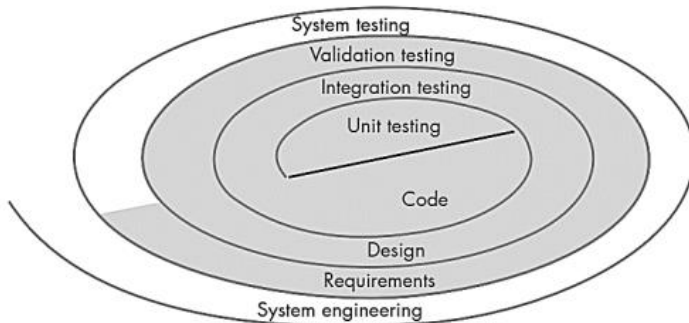 System testing
Validation testing
Integration testing
Unit testing
Code
Design
Requirements
System engineering